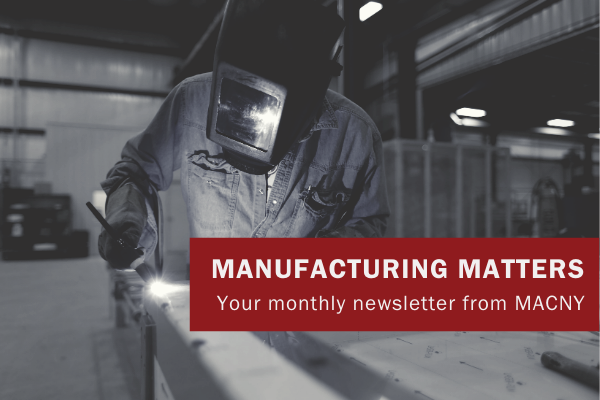 MANUFACTURING MATTERS
Your monthly newsletter from MACNY